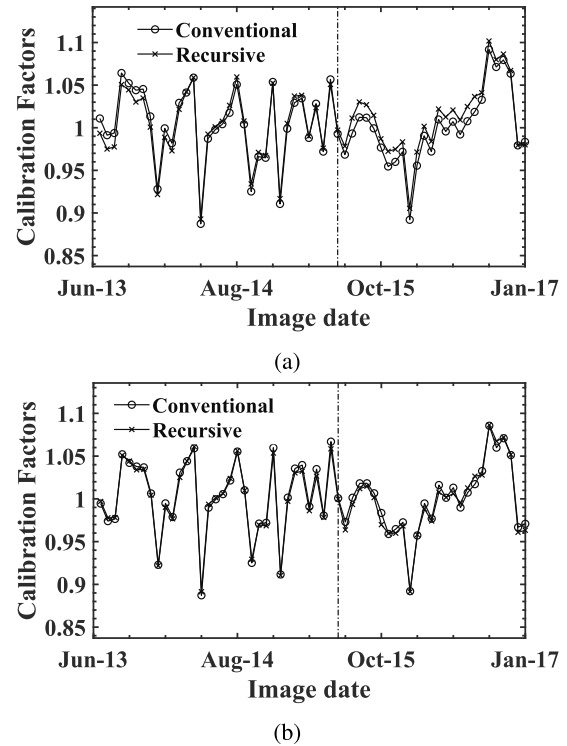 Calibration Factors
1.1
1.05
1
0.95
0.9
0.85
Conventional
Recursive
Jun-13 Aug-14 Oct-15 Jan-17
Image date
(a)
Calibration Factors
1.1
1.05
1
0.95
0.9
0.85
Conventional
Recursive
Jun-13 Aug-14 Oct-15 Jan-17
Image date
(b)